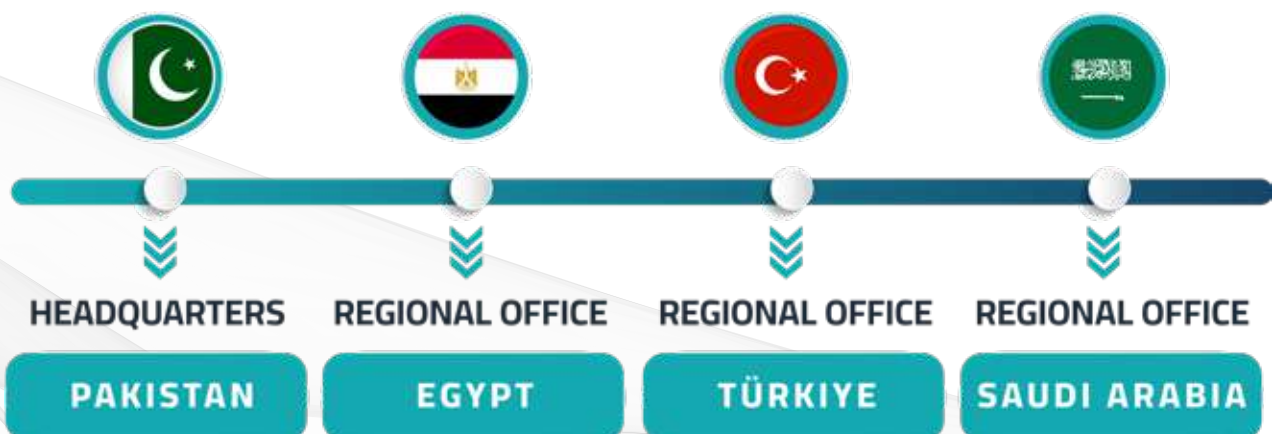 HEADQUARTERS
REGIONAL OFFICE
REGIONAL OFFICE
REGIONAL OFFICE
PAKISTAN
EGYPT
TÜRKIYE
SAUDI ARABIA